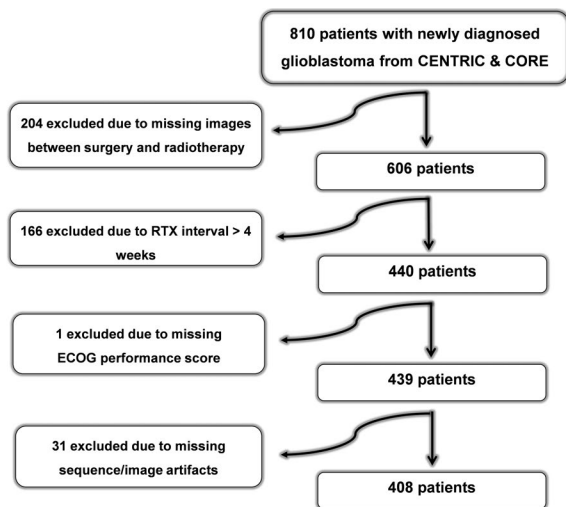 810 patients with newly diagnosed
glioblastoma from CENTRIC & CORE
204 excluded due to missing images
between surgery and radiotherapy
606 patients
166 excluded due to RTX interval > 4
weeks
440 patients
1 excluded due to missing
ECOG performance score
439 patients
31 excluded due to missing
sequence/image artifacts
408 patients